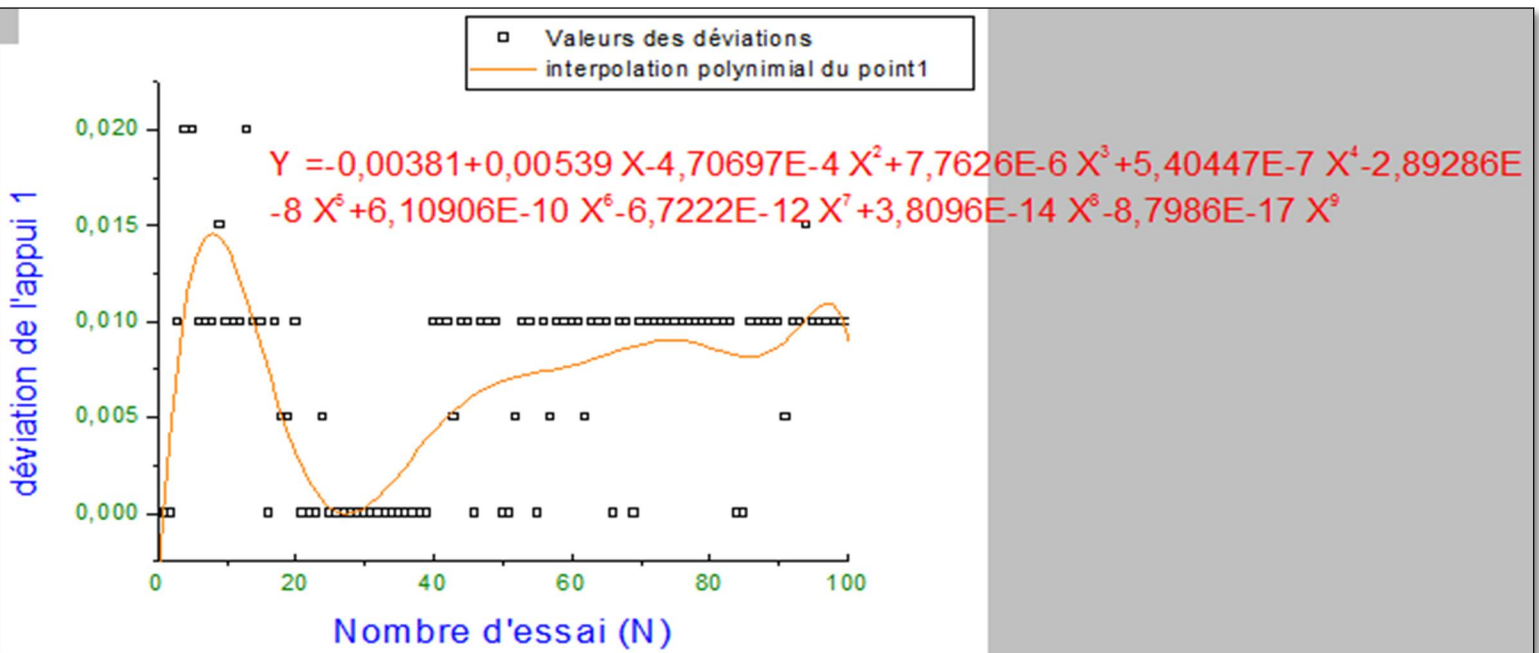 Valeurs des déviations
interpolation polynimial du point1
Y =-0,00381+0,00539 X-4,70697E-4 X²+7,7626E-6 X³+5,40447E-7 X⁴-2,89286E
-8 X⁵+6,10906E-10 X⁶-6,7222E-12 X⁷+3,8096E-14 X⁸-8,7986E-17 X⁹
déviation de l'appui 1
0,020
0,015
0,010
0,005
0,000
0 20 40 60 80 100
Nombre d'essai (N)